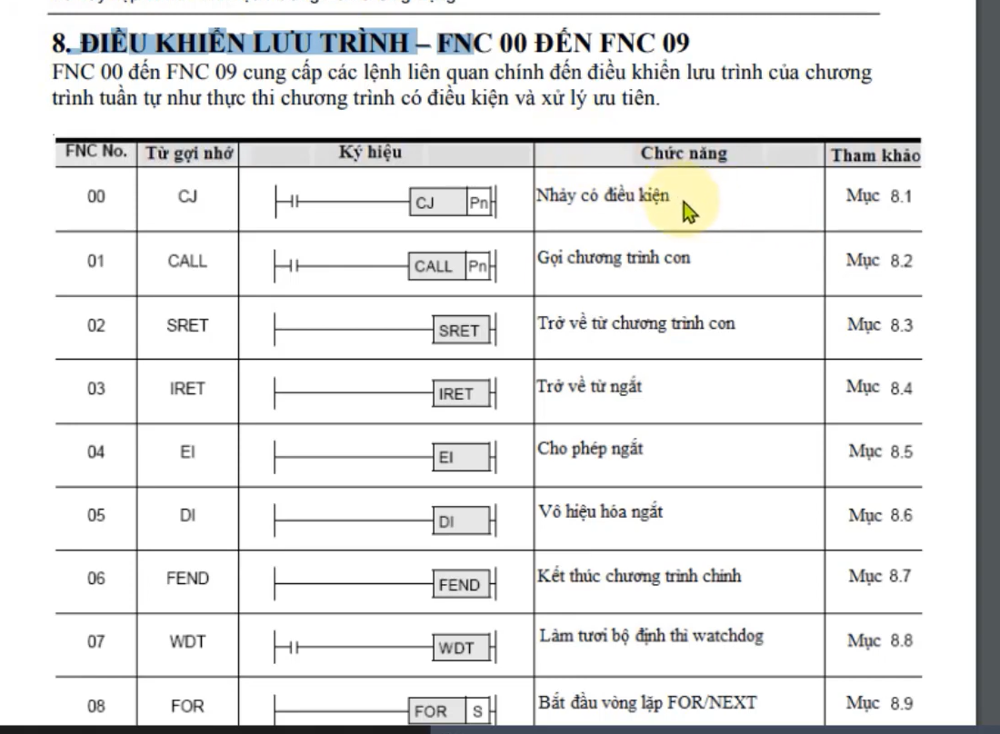 8. ĐIỀU KHIỂN LƯU TRÌNH – FNC 00 ĐẾN FNC 09
FNC 00 đến FNC 09 cung cấp các lệnh liên quan chính đến điều khiển lưu trình của chương
trình tuần tự như thực thi chương trình có điều kiện và xử lý ưu tiên.
FNC No. Từ gợi nhớ Ký hiệu Chức năng Tham khảo
00 CJ CJ Pn Nhảy có điều kiện Mục 8.1
01 CALL CALL Pn Gọi chương trình con Mục 8.2
02 SRET SRET Trở về từ chương trình con Mục 8.3
03 IRET IRET Trở về từ ngắt Mục 8.4
04 EI EI Cho phép ngắt Mục 8.5
05 DI DI Vô hiệu hóa ngắt Mục 8.6
06 FEND FEND Kết thúc chương trình chính Mục 8.7
07 WDT WDT Làm tươi bộ định thì watchdog Mục 8.8
08 FOR FOR S Bắt đầu vòng lặp FOR/NEXT Mục 8.9